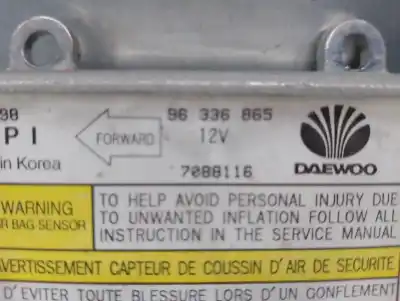 96 336 865
P I
FORWARD
12V
in Korea
7088116
DAEWOO
WARNING
TO HELP AVOID PERSONAL INJURY DUE
BAG SENSOR
TO UNWANTED INFLATION FOLLOW ALL
INSTRUCTION IN THE SERVICE MANUAL
AVERTISSEMENT CAPTEUR DE COUSSIN D'AIR DE SECURITE
D'EVITER TOUTE BLESSURE LORS D'UN GONFLEMENT